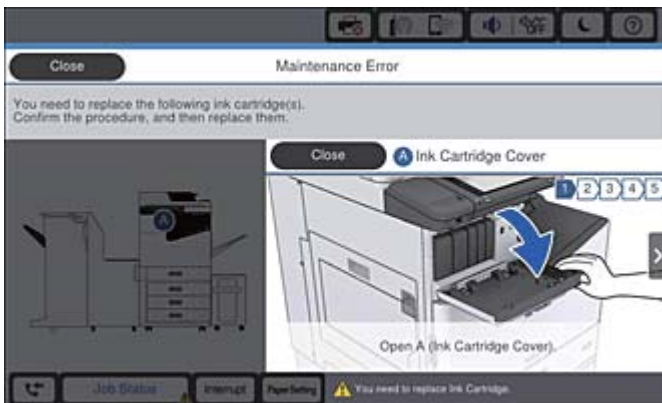 OFF
Close
Maintenance Error
You need to replace the following ink cartridge(s).
Confirm the procedure, and then replace them.
Close
A Ink Cartridge Cover
1 2 3 4 5
A
Open A (Ink Cartridge Cover).
Job Status
Interrupt
Paper Setting
You need to replace Ink Cartridge.